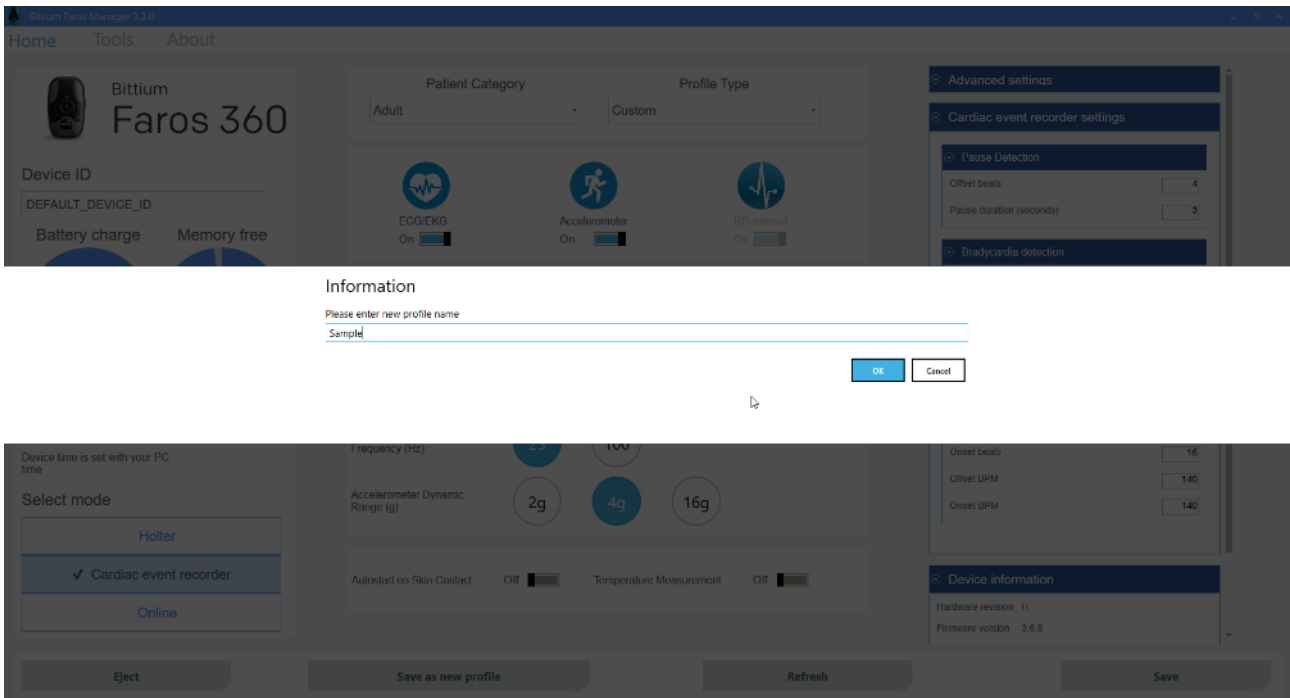 Bittium Faros Manager 3.3.0
Home Tools About
Bittium
Faros 360
Device ID
DEFAULT_DEVICE_ID
Battery charge Memory free
Patient Category Profile Type
Adult Custom
ECG/EKG Accelerometer RR-Interval
On On On
Advanced settings
Cardiac event recorder settings
Pause Detection
Offset beats 4
Pause duration (seconds) 3
Bradycardia detection
Information
Please enter new profile name
Sample
OK Cancel
Device time is set with your PC
time
Select mode
Holter
✓ Cardiac event recorder
Online
Frequency (Hz) 25 100
Accelerometer Dynamic
Range (g) 2g 4g 16g
Autostart on Skin Contact Off Temperature Measurement Off
Onset beats 16
Offset BPM 140
Onset BPM 140
Device information
Hardware revision
Firmware version 3.6.8
Eject Save as new profile Refresh Save